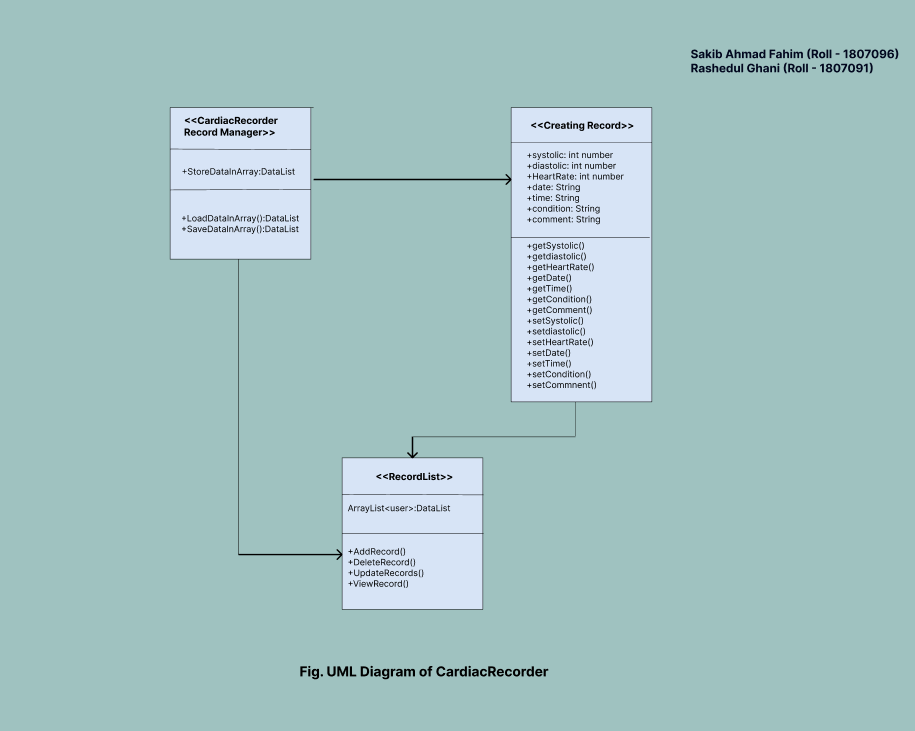 Sakib Ahmad Fahim (Roll - 1807096)
Rashedul Ghani (Roll - 1807091)
<<CardiacRecorder
Record Manager>>
+StoreDataInArray:DataList
+LoadDataInArray():DataList
+SaveDataInArray():DataList
<<Creating Record>>
+systolic: int number
+diastolic: int number
+HeartRate: int number
+date: String
+time: String
+condition: String
+comment: String
+getSystolic()
+getdiastolic()
+getHeartRate()
+getDate()
+getTime()
+getCondition()
+getComment()
+setSystolic()
+setdiastolic()
+setHeartRate()
+setDate()
+setTime()
+setCondition()
+setCommnent()
<<RecordList>>
ArrayList<user>:DataList
+AddRecord()
+DeleteRecord()
+UpdateRecords()
+ViewRecord()
Fig. UML Diagram of CardiacRecorder